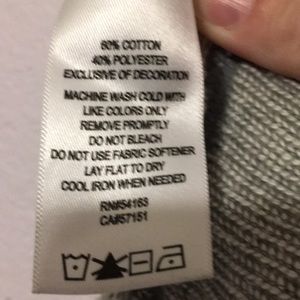 60% COTTON
40% POLYESTER
EXCLUSIVE OF DECORATION
MACHINE WASH COLD WITH
LIKE COLORS ONLY
REMOVE PROMPTLY
DO NOT BLEACH
DO NOT USE FABRIC SOFTENER
LAY FLAT TO DRY
COOL IRON WHEN NEEDED
RN#54163
CA#57151